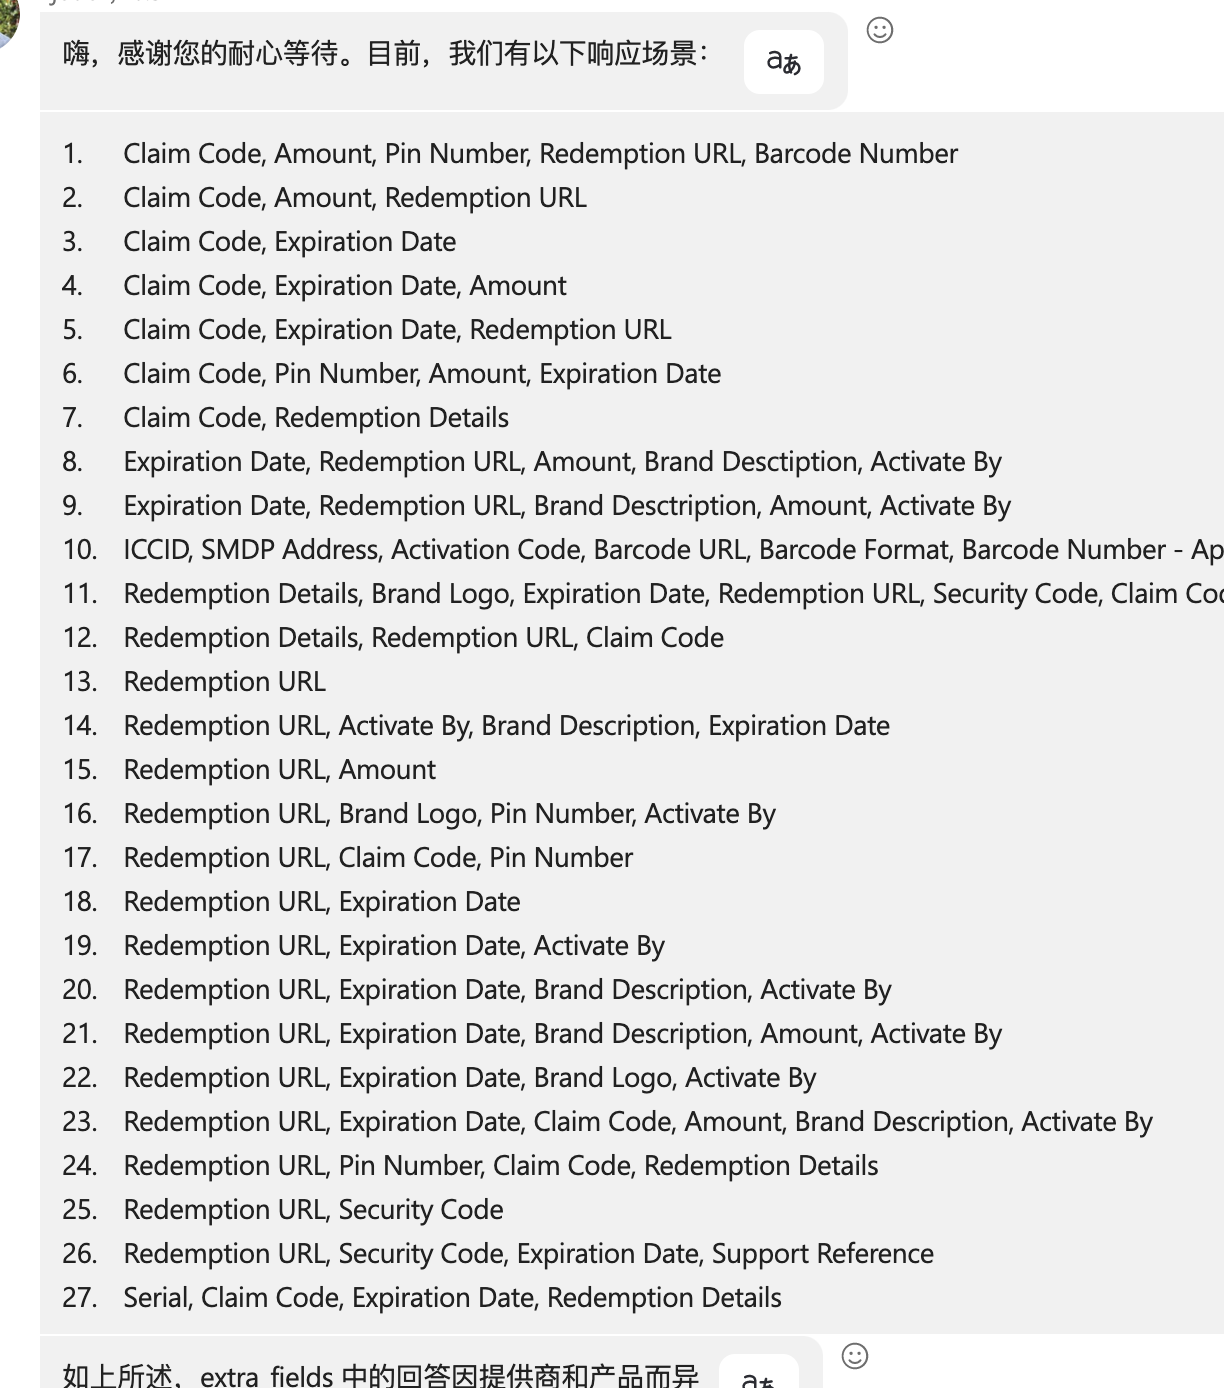 嗨，感谢您的耐心等待。目前，我们有以下响应场景：
1. Claim Code, Amount, Pin Number, Redemption URL, Barcode Number
2. Claim Code, Amount, Redemption URL
3. Claim Code, Expiration Date
4. Claim Code, Expiration Date, Amount
5. Claim Code, Expiration Date, Redemption URL
6. Claim Code, Pin Number, Amount, Expiration Date
7. Claim Code, Redemption Details
8. Expiration Date, Redemption URL, Amount, Brand Desctiption, Activate By
9. Expiration Date, Redemption URL, Brand Desctription, Amount, Activate By
10. ICCID, SMDP Address, Activation Code, Barcode URL, Barcode Format, Barcode Number -
11. Redemption Details, Brand Logo, Expiration Date, Redemption URL, Security Code, Claim
12. Redemption Details, Redemption URL, Claim Code
13. Redemption URL
14. Redemption URL, Activate By, Brand Description, Expiration Date
15. Redemption URL, Amount
16. Redemption URL, Brand Logo, Pin Number, Activate By
17. Redemption URL, Claim Code, Pin Number
18. Redemption URL, Expiration Date
19. Redemption URL, Expiration Date, Activate By
20. Redemption URL, Expiration Date, Brand Description, Activate By
21. Redemption URL, Expiration Date, Brand Description, Amount, Activate By
22. Redemption URL, Expiration Date, Brand Logo, Activate By
23. Redemption URL, Expiration Date, Claim Code, Amount, Brand Description, Activate By
24. Redemption URL, Pin Number, Claim Code, Redemption Details
25. Redemption URL, Security Code
26. Redemption URL, Security Code, Expiration Date, Support Reference
27. Serial, Claim Code, Expiration Date, Redemption Details
如上所述，extra_fields 中的回答因提供商和产品而异